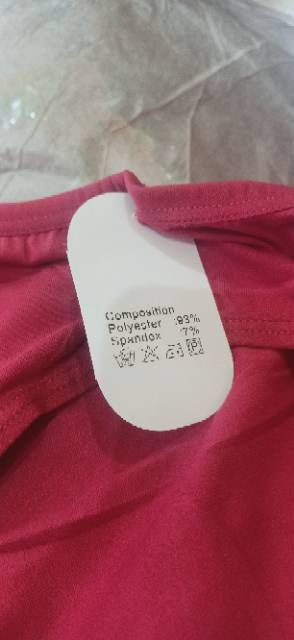 Composition
Polyester :93%
Spandex :7%